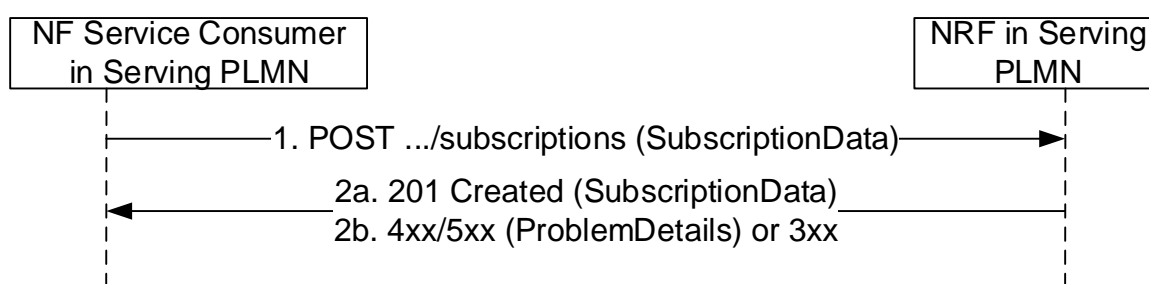 NF Service Consumer
in Serving PLMN
NRF in Serving
PLMN
1. POST .../subscriptions (SubscriptionData)
2a. 201 Created (SubscriptionData)
2b. 4xx/5xx (ProblemDetails) or 3xx